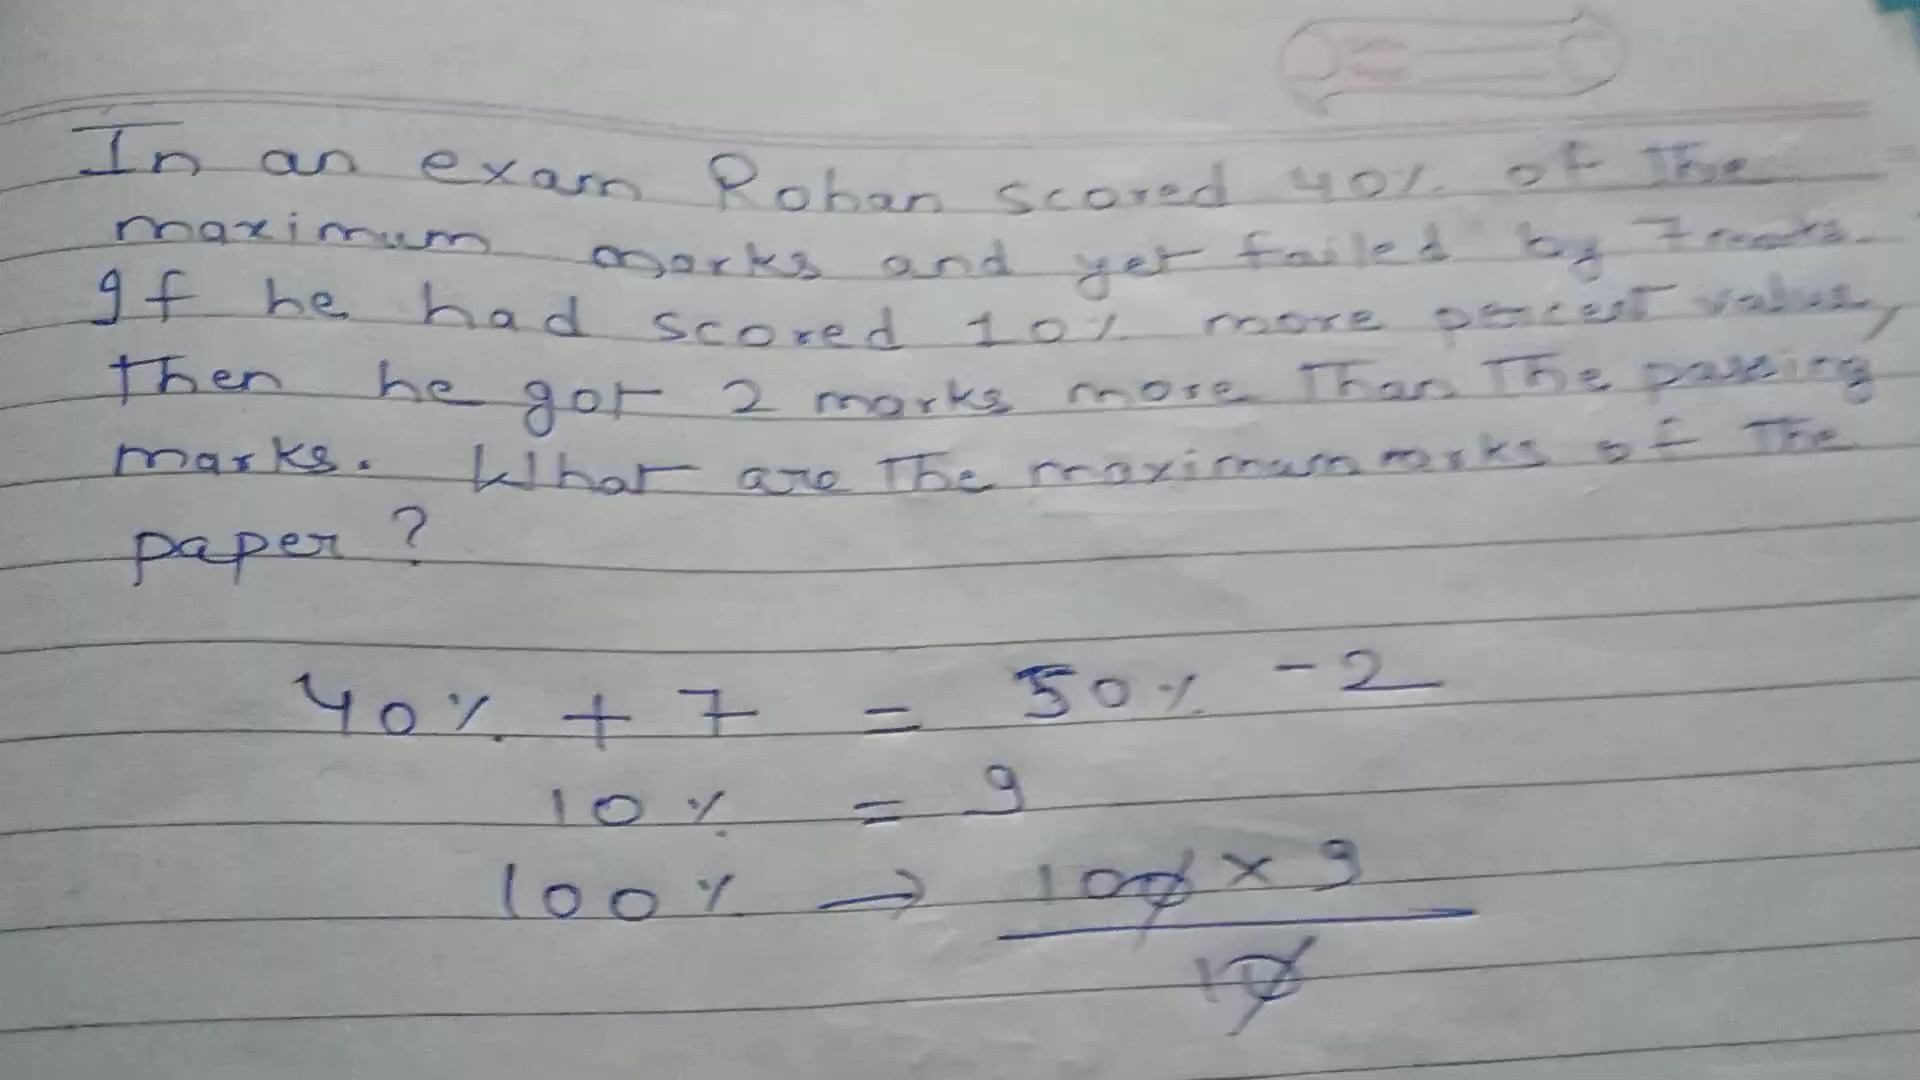 In an exam Rohan scored 40% of the
maximum marks and yet failed by 7 marks.
If he had scored 10% more percent value,
then he got 2 marks more than the passing
marks. What are the maximum marks of the
paper?
40% + 7 = 50% - 2
10% = 9
100% → 100 × 9
10